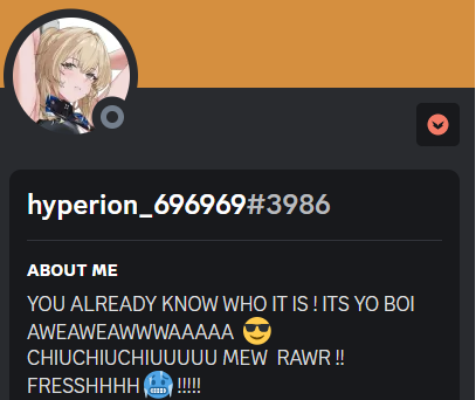 hyperion_696969#3986
ABOUT ME
YOU ALREADY KNOW WHO IT IS ! ITS YO BOI
AWEAWEAWWWAAAAA 😎
CHIUCHIUCHIUUUUU MEW RAWR !!
FRESSHHHH 🥶 !!!!!